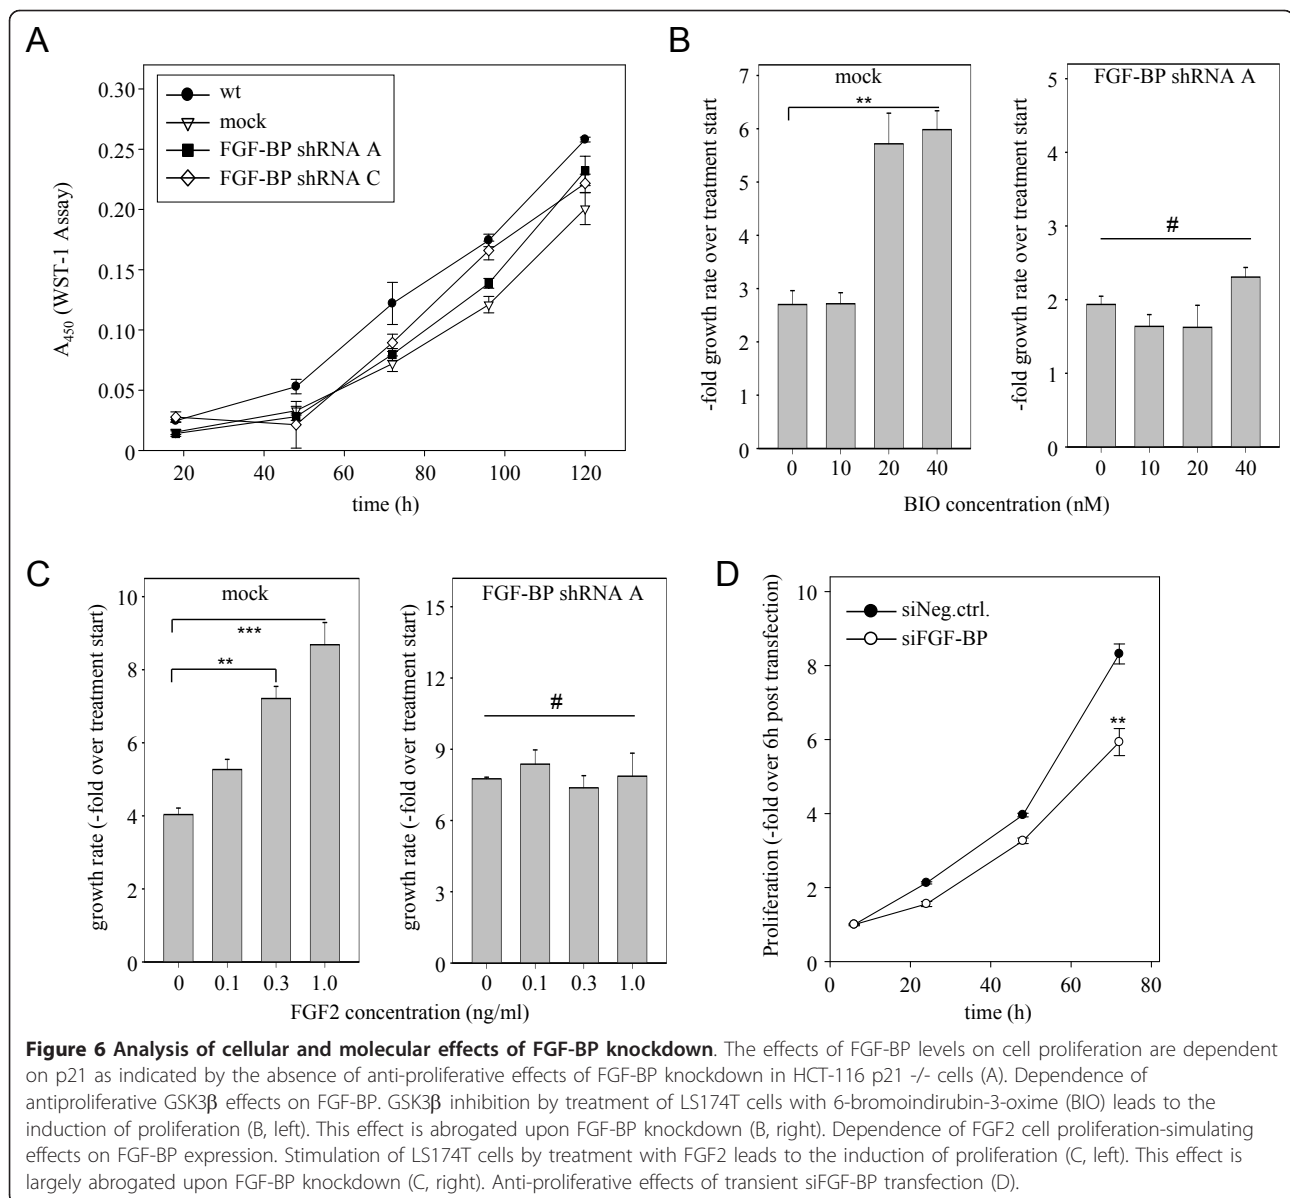 A
0.30
0.25
0.20
0.15
0.10
0.05
0
A450 (WST-1 Assay)
wt
mock
FGF-BP shRNA A
FGF-BP shRNA C
20 40 60 80 100 120
time (h)
B
7
6
5
4
3
2
1
0
-fold growth rate over treatment start
mock
**
0 10 20 40
5
4
3
2
1
0
-fold growth rate over treatment start
FGF-BP shRNA A
#
0 10 20 40
BIO concentration (nM)
C
10
8
6
4
2
0
growth rate (-fold over treatment start)
mock
***
**
0 0.1 0.3 1.0
15
12
9
6
3
0
growth rate (-fold over treatment start)
FGF-BP shRNA A
#
0 0.1 0.3 1.0
FGF2 concentration (ng/ml)
D
10
8
6
4
2
0
Proliferation (-fold over 6h post transfection)
siNeg.ctrl.
siFGF-BP
**
0 20 40 60 80
time (h)
Figure 6 Analysis of cellular and molecular effects of FGF-BP knockdown. The effects of FGF-BP levels on cell proliferation are dependent
on p21 as indicated by the absence of anti-proliferative effects of FGF-BP knockdown in HCT-116 p21 -/- cells (A). Dependence of
antiproliferative GSK3β effects on FGF-BP. GSK3β inhibition by treatment of LS174T cells with 6-bromoindirubin-3-oxime (BIO) leads to the
induction of proliferation (B, left). This effect is abrogated upon FGF-BP knockdown (B, right). Dependence of FGF2 cell proliferation-simulating
effects on FGF-BP expression. Stimulation of LS174T cells by treatment with FGF2 leads to the induction of proliferation (C, left). This effect is
largely abrogated upon FGF-BP knockdown (C, right). Anti-proliferative effects of transient siFGF-BP transfection (D).